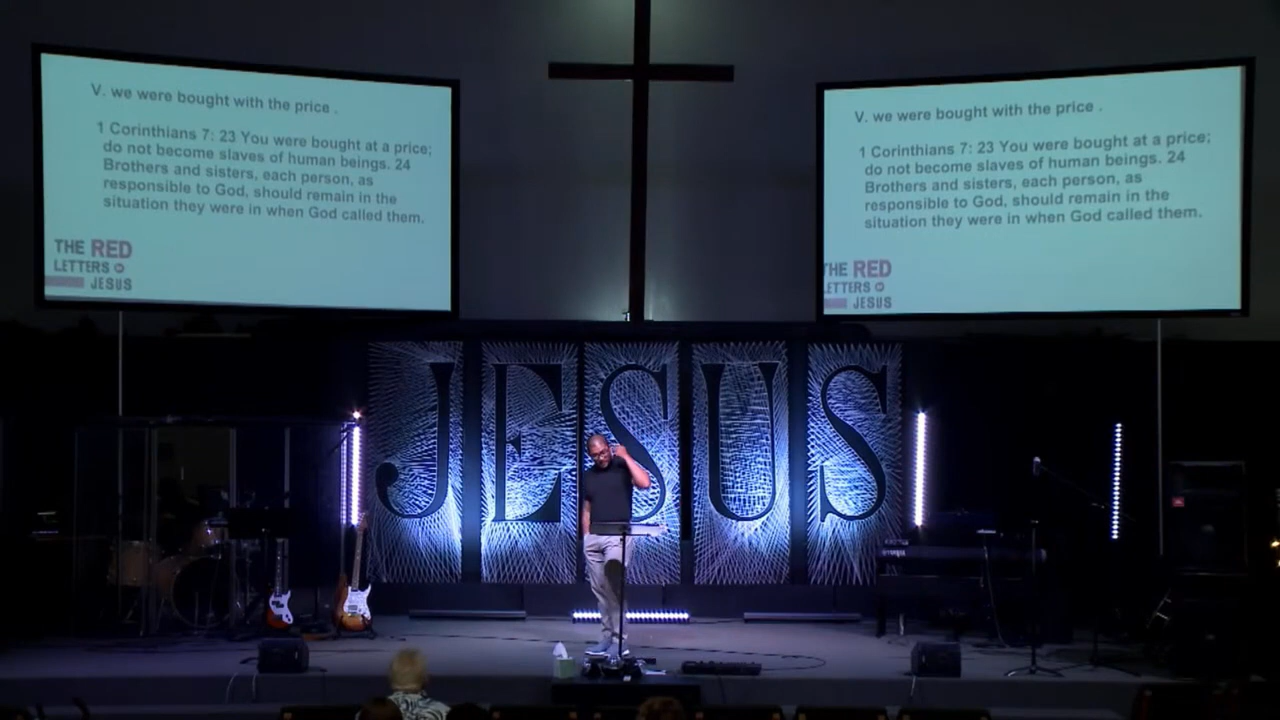 V. we were bought with the price .
1 Corinthians 7: 23 You were bought at a price;
do not become slaves of human beings. 24
Brothers and sisters, each person, as
responsible to God, should remain in the
situation they were in when God called them.
THE RED
LETTERS OF
JESUS
V. we were bought with the price .
1 Corinthians 7: 23 You were bought at a price;
do not become slaves of human beings. 24
Brothers and sisters, each person, as
responsible to God, should remain in the
situation they were in when God called them.
THE RED
LETTERS OF
JESUS
JESUS